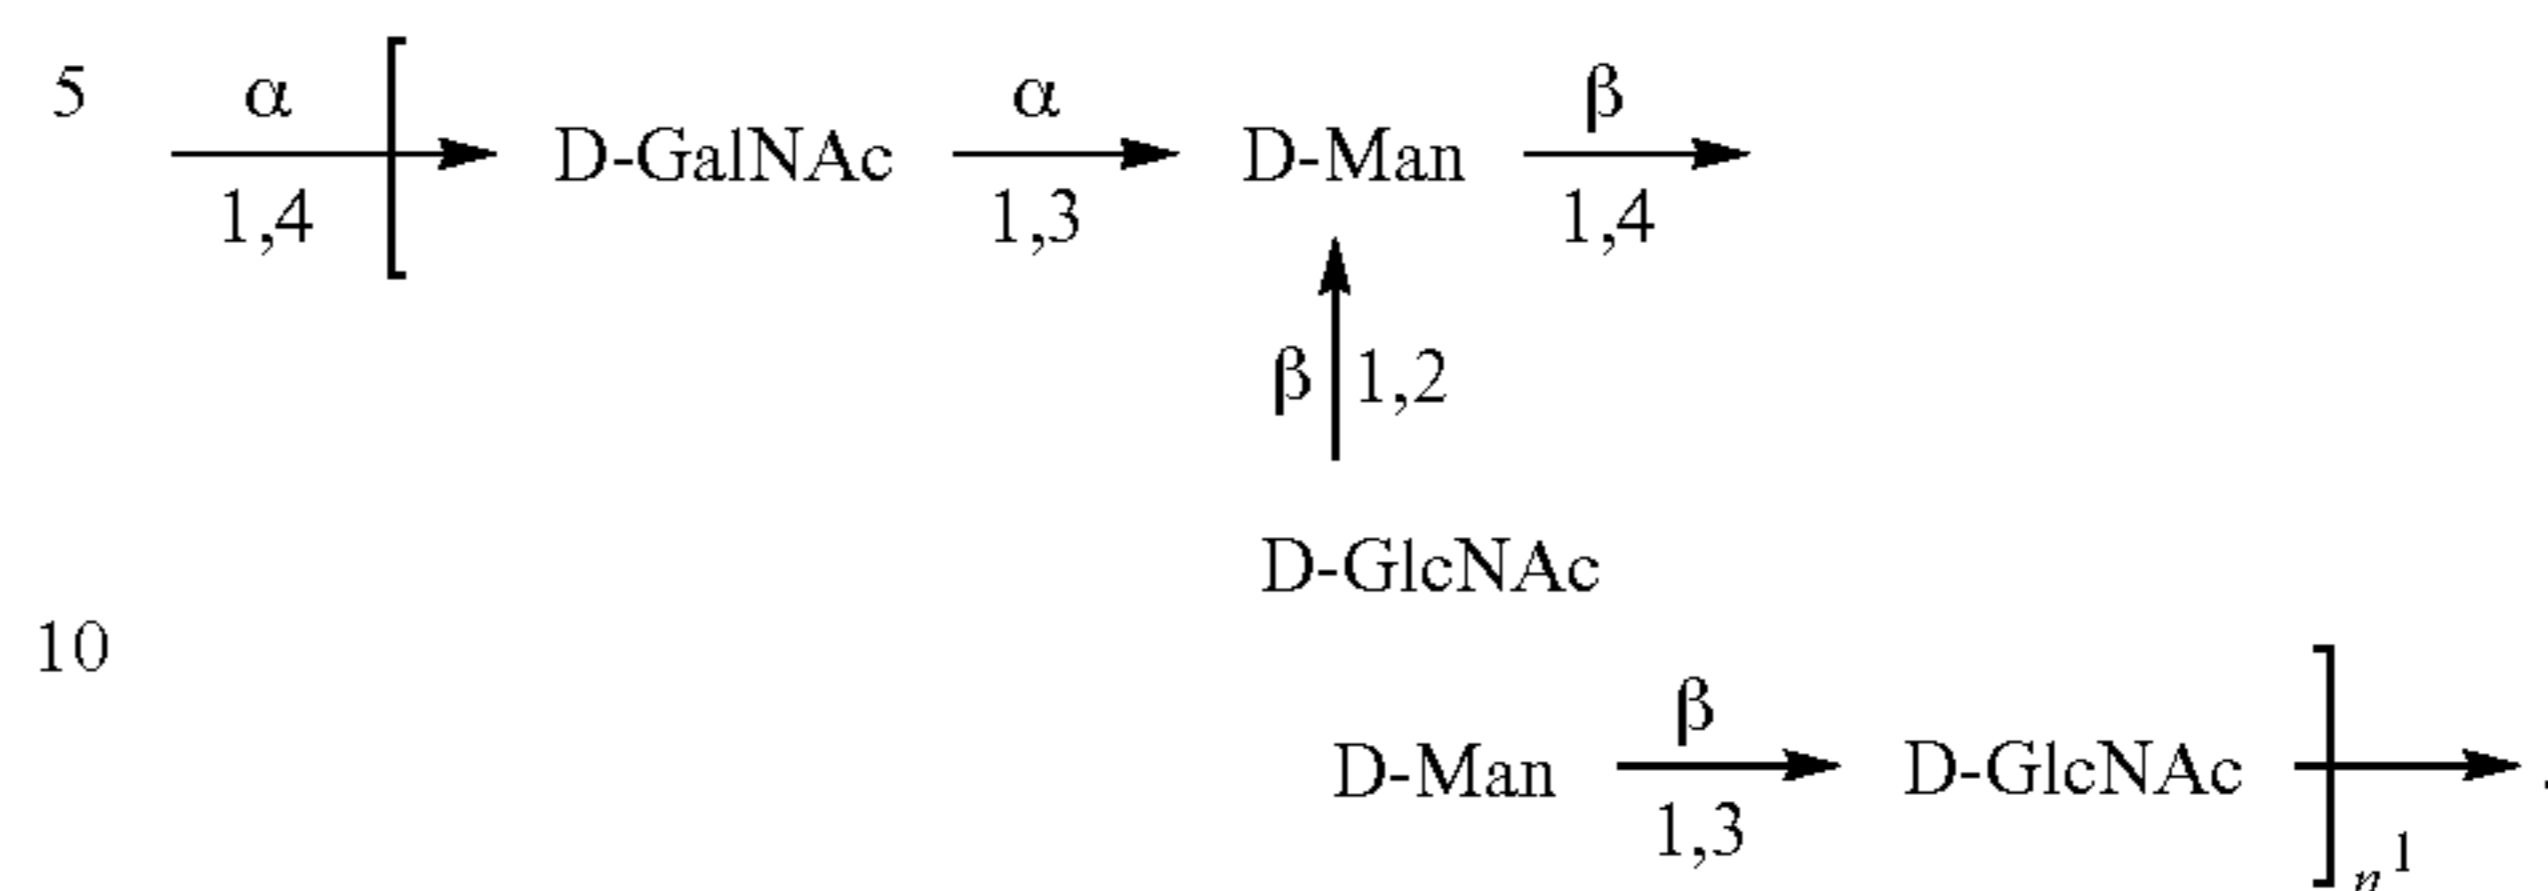 5 α α β
D-GalNAc D-Man
1,4 1,3 1,4
β 1,2
D-GlcNAc
10
β
D-Man D-GlcNAc
1,3
n 1